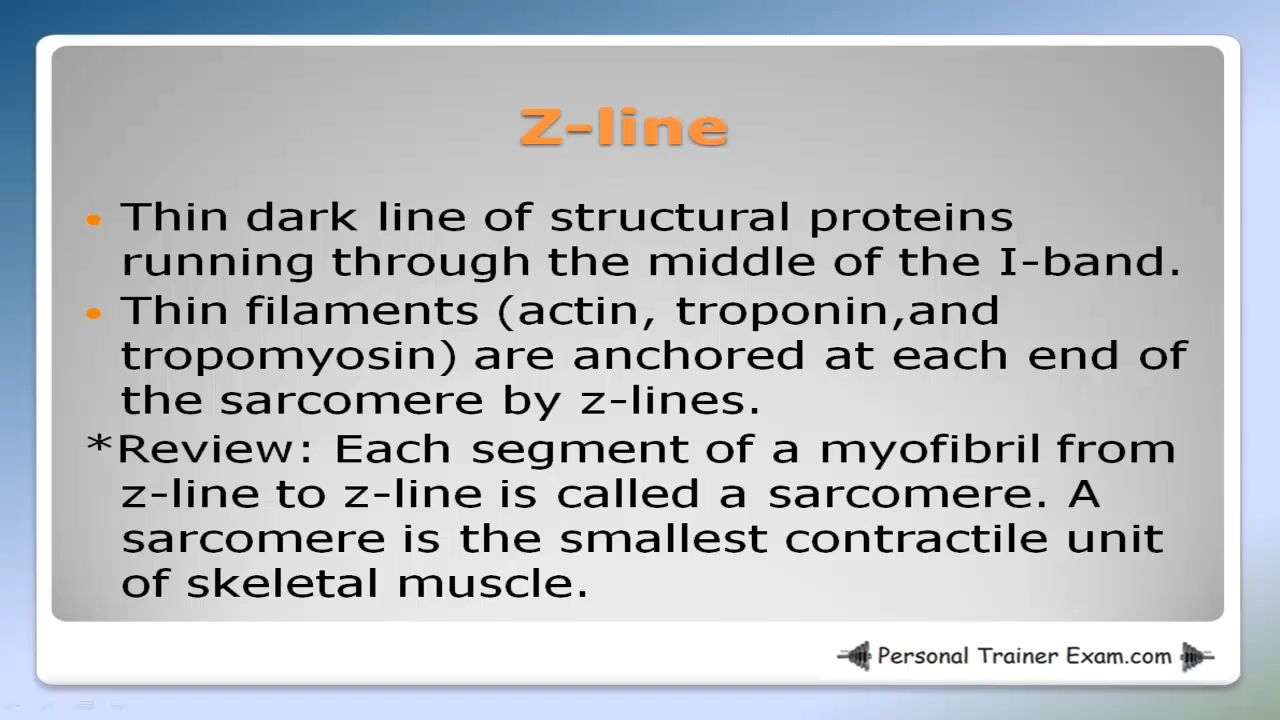 Z-line
• Thin dark line of structural proteins
running through the middle of the I-band.
• Thin filaments (actin, troponin,and
tropomyosin) are anchored at each end of
the sarcomere by z-lines.
*Review: Each segment of a myofibril from
z-line to z-line is called a sarcomere. A
sarcomere is the smallest contractile unit
of skeletal muscle.
Personal Trainer Exam.com